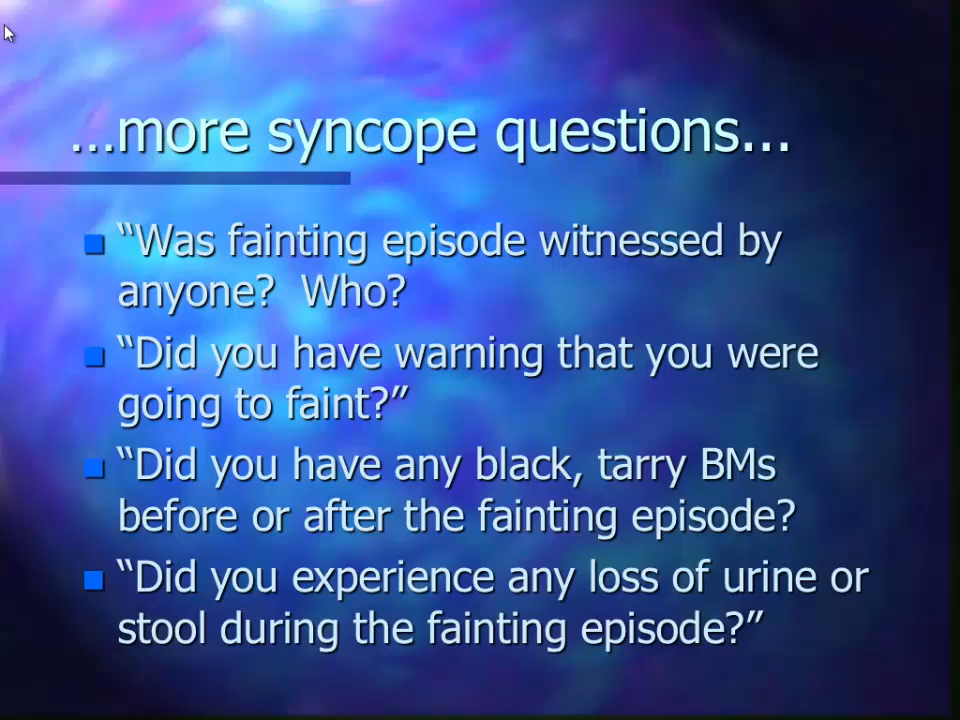 …more syncope questions...
“Was fainting episode witnessed by
anyone?  Who?
“Did you have warning that you were
going to faint?”
“Did you have any black, tarry BMs
before or after the fainting episode?
“Did you experience any loss of urine or
stool during the fainting episode?”